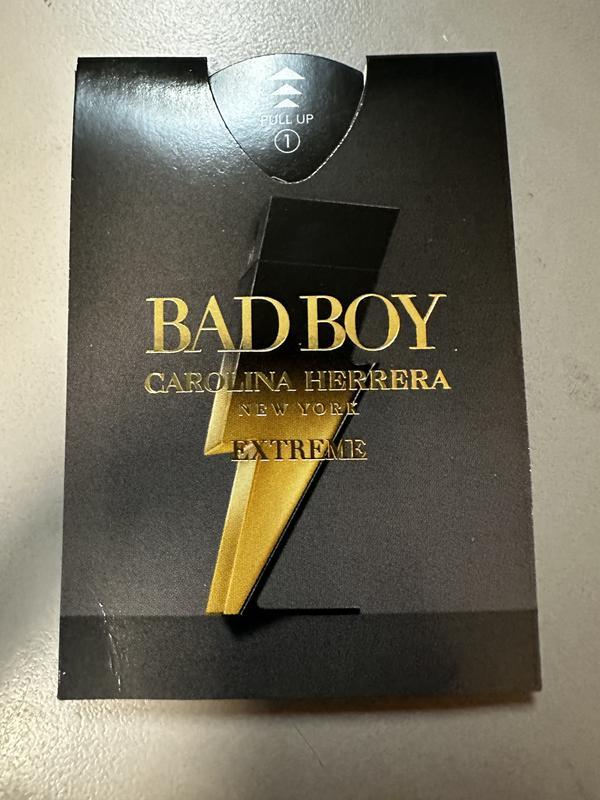 PULL UP
1
BAD BOY
CAROLINA HERRERA
NEW YORK
EXTREME